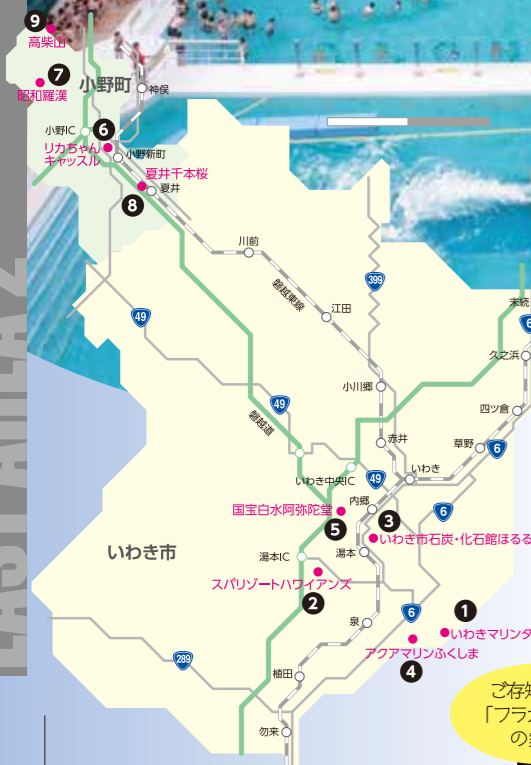 9
高柴山
7
昭和羅漢
小野町
神俣
小野IC
6
リカちゃん
キャッスル
小野新町
夏井千本桜
夏井
8
川前
399
49
磐越東線
江田
末続
6
久之浜
小川郷
49
四ツ倉
磐越道
赤井
草野
6
いわき中央IC
49
いわき
国宝白水阿弥陀堂
内郷
6
5
3
いわき市石炭・化石館ほるる
いわき市
湯本IC
湯本
スパリゾートハワイアンズ
2
6
1
泉
いわきマリンタ
アクアマリンふくしま
4
289
植田
勿来
ご存知
「フラガ
の